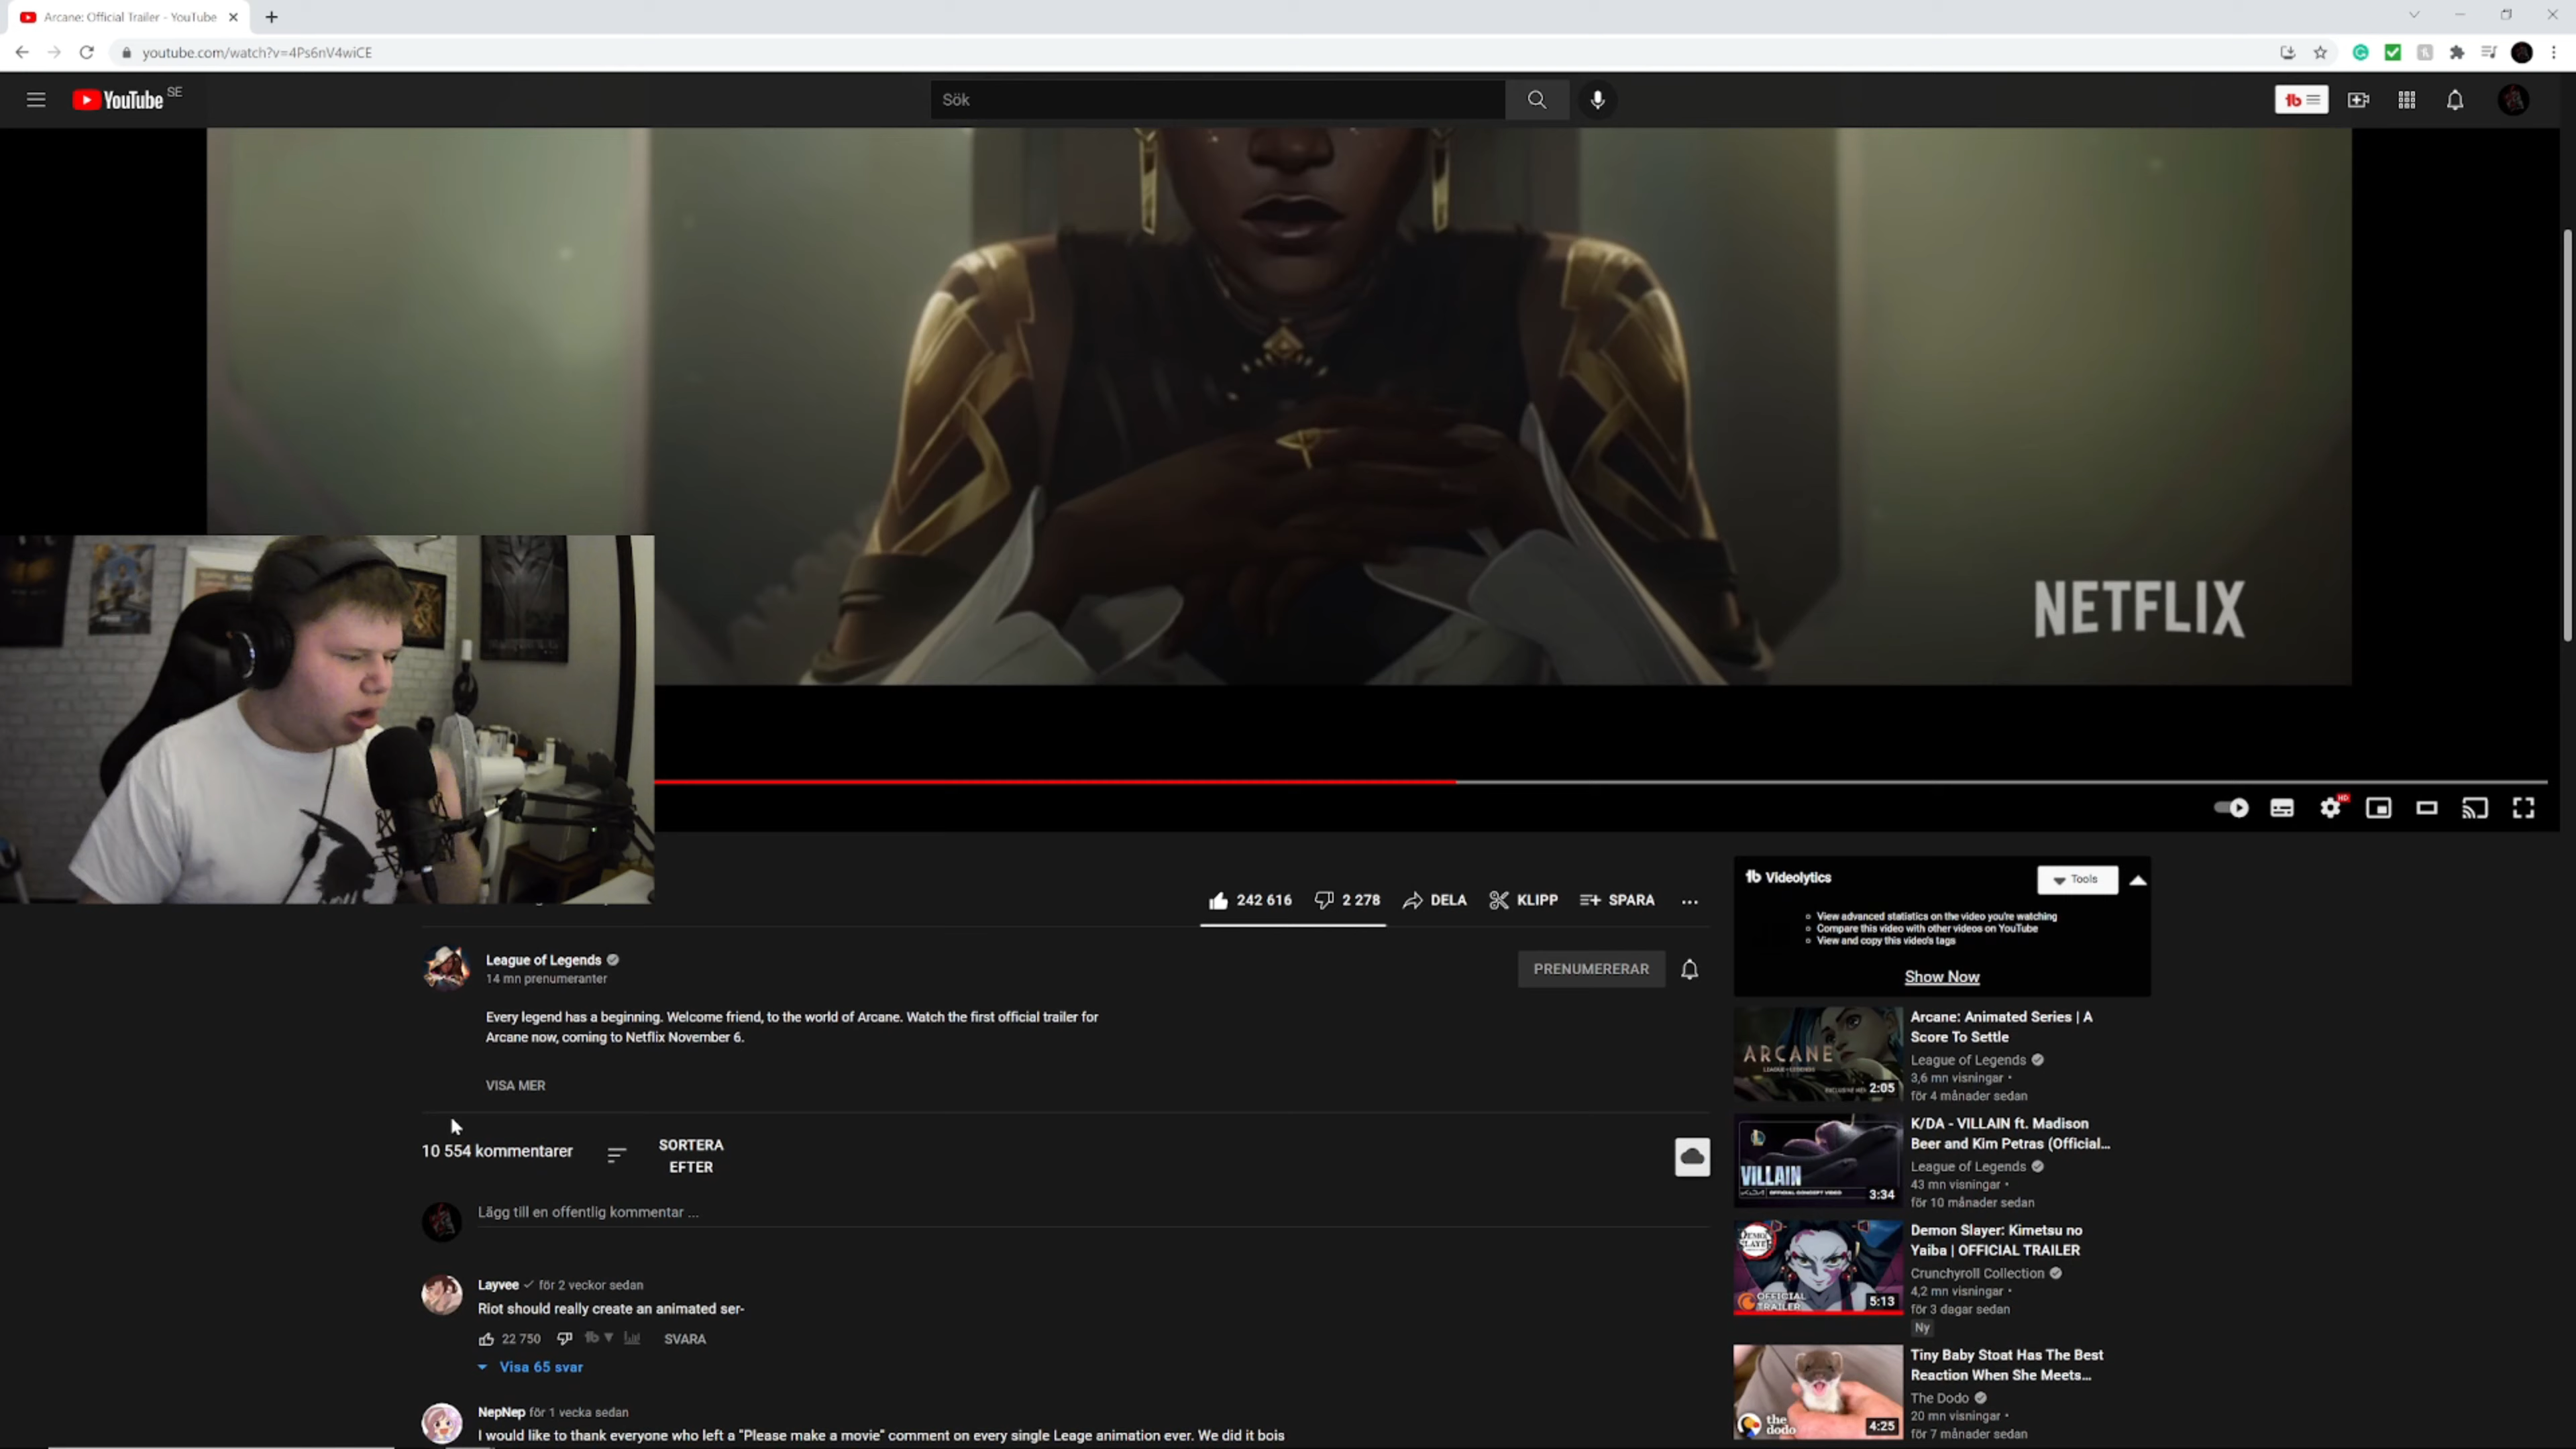 Arcane: Official Trailer - YouTube
youtube.com/watch?v=4Ps6nV4wiCE
YouTube SE
Sök
NETFLIX
HD
242 616
2 278
DELA
KLIPP
SPARA
League of Legends
14 mn prenumeranter
PRENUMERERAR
Every legend has a beginning. Welcome friend, to the world of Arcane. Watch the first official trailer for
Arcane now, coming to Netflix November 6.
VISA MER
10 554 kommentarer
SORTERA
EFTER
Lägg till en offentlig kommentar ...
Layvee för 2 veckor sedan
Riot should really create an animated ser-
22 750
SVARA
Visa 65 svar
NepNep för 1 vecka sedan
I would like to thank everyone who left a "Please make a movie" comment on every single Leage animation ever. We did it bois
Videolytics
Tools
View advanced statistics on the video you're watching
Compare this video with other videos on YouTube
View and copy this video's tags
Show Now
ARCANE
2:05
Arcane: Animated Series | A
Score To Settle
League of Legends
3,6 mn visningar •
för 4 månader sedan
VILLAIN
OFFICIAL CONCEPT VIDEO
3:34
K/DA - VILLAIN ft. Madison
Beer and Kim Petras (Official...
League of Legends
43 mn visningar •
för 10 månader sedan
DEMON
SLAYER
OFFICIAL
TRAILER
5:13
Demon Slayer: Kimetsu no
Yaiba | OFFICIAL TRAILER
Crunchyroll Collection
4,2 mn visningar •
för 3 dagar sedan
Ny
the
dodo
4:25
Tiny Baby Stoat Has The Best
Reaction When She Meets...
The Dodo
20 mn visningar •
för 7 månader sedan